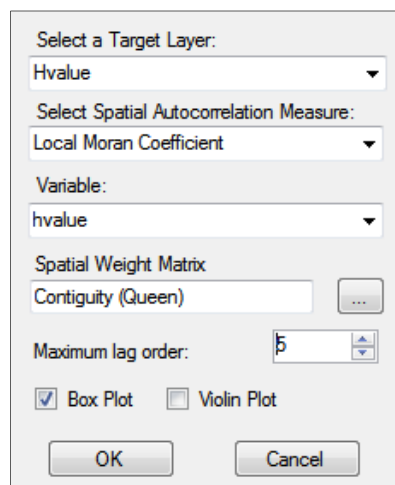 Select a Target Layer:
Hvalue
Select Spatial Autocorrelation Measure:
Local Moran Coefficient
Variable:
hvalue
Spatial Weight Matrix
Contiguity (Queen)
...
Maximum lag order: 5
Box Plot Violin Plot
OK Cancel